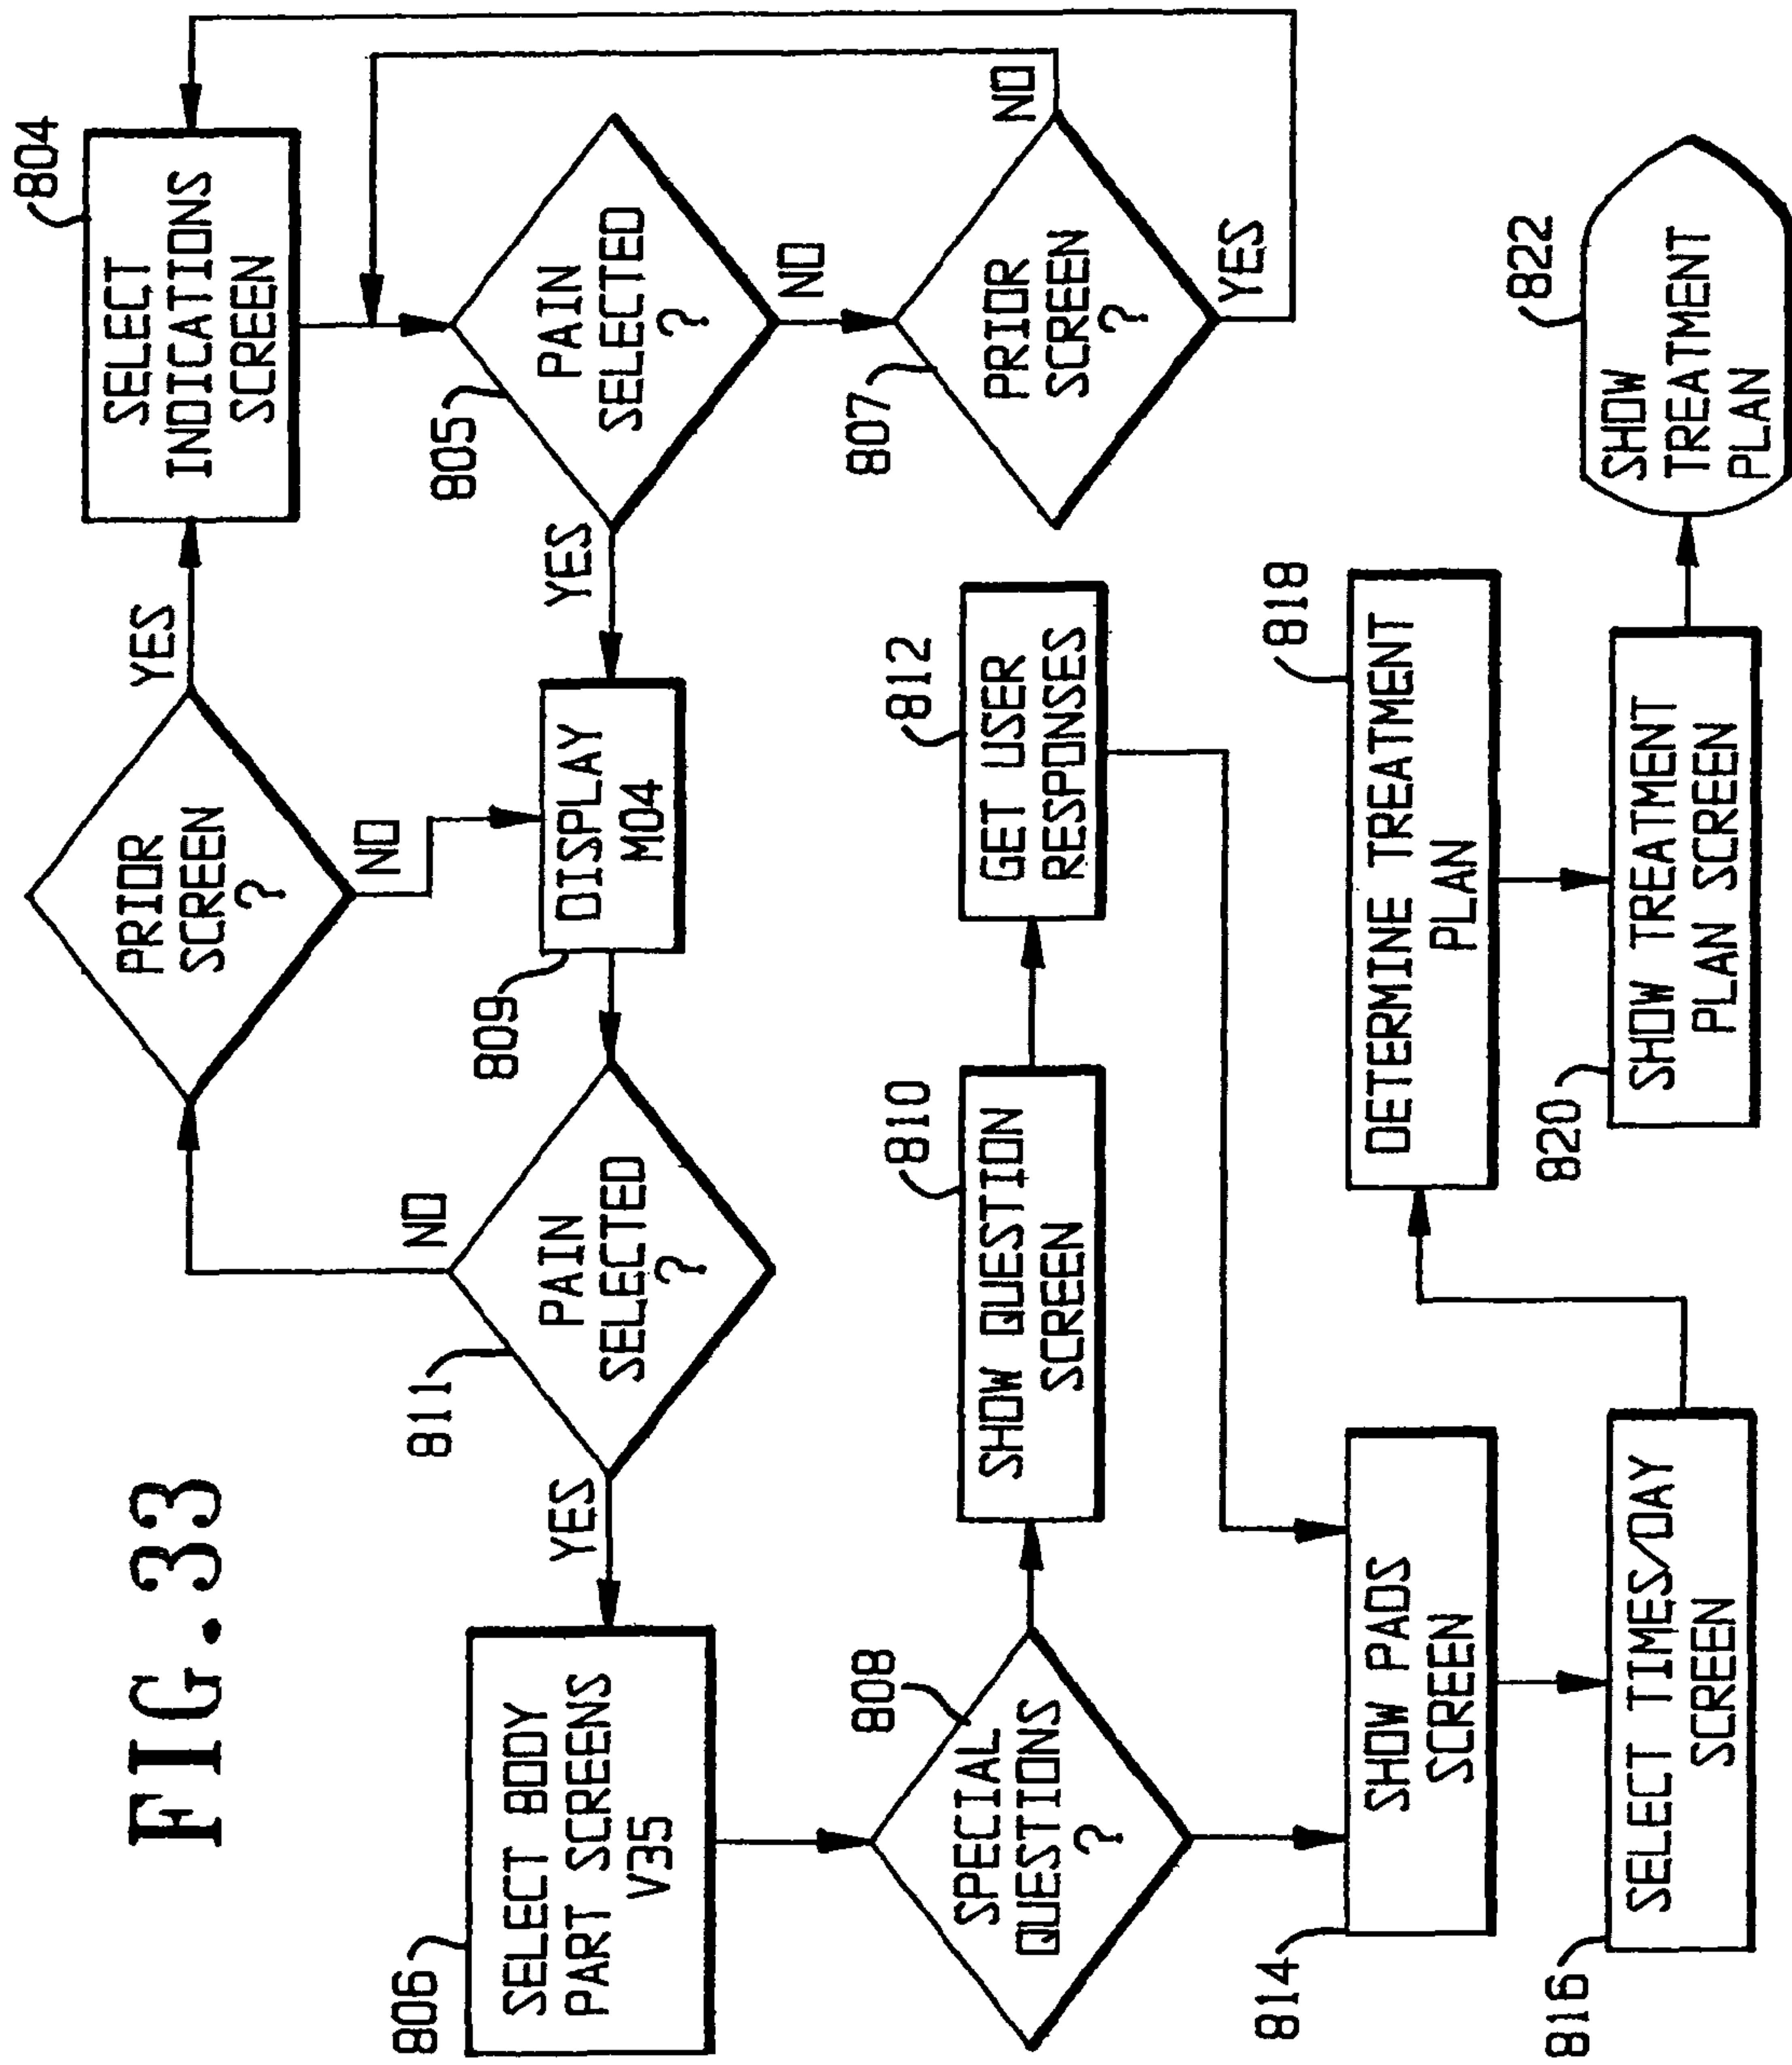 FIG.33
804
SELECT
INDICATIONS
SCREEN
PRIOR
SCREEN
?
YES
NO
805
PAIN
SELECTED
?
YES
NO
807
PRIOR
SCREEN
?
NO
YES
809
DISPLAY
M04
811
PAIN
SELECTED
?
NO
YES
806
SELECT BODY
PART SCREENS
V35
808
SPECIAL
QUESTIONS
?
810
SHOW QUESTION
SCREEN
812
GET USER
RESPONSES
814
SHOW PADS
SCREEN
816
SELECT TIMES/DAY
SCREEN
818
DETERMINE TREATMENT
PLAN
820
SHOW TREATMENT
PLAN SCREEN
822
SHOW
TREATMENT
PLAN